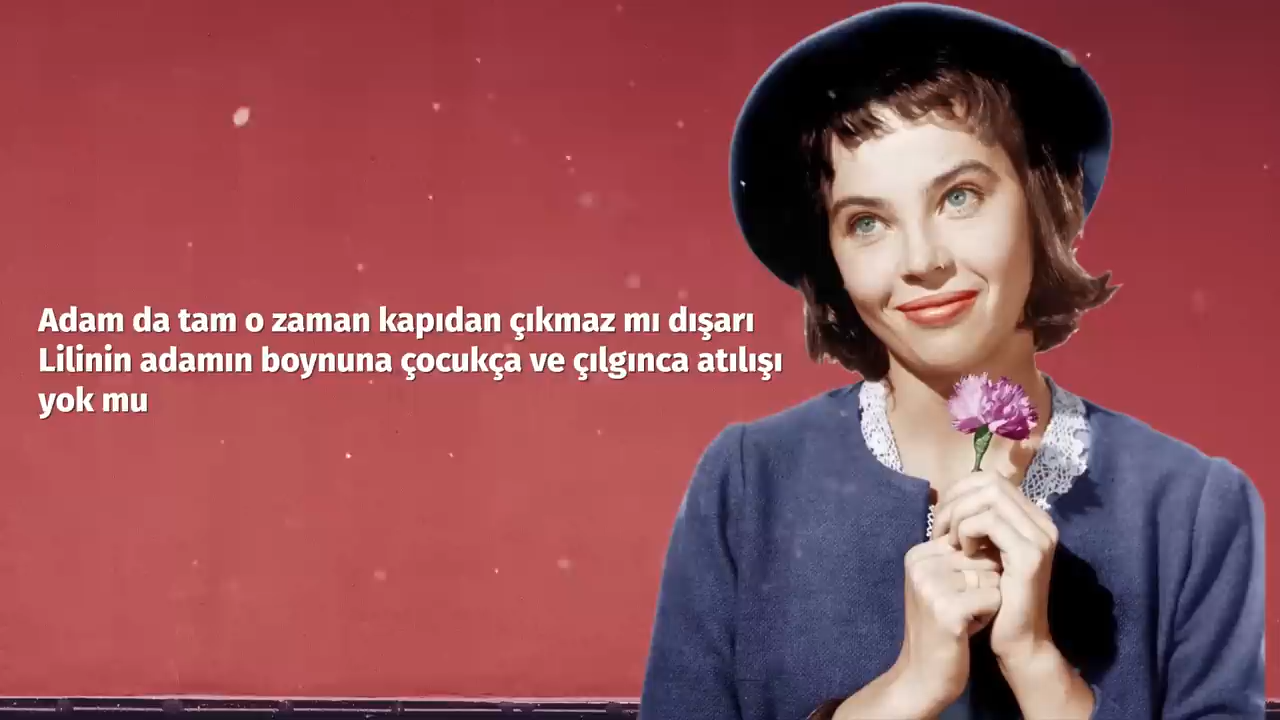 Adam da tam o zaman kapıdan çıkmaz mı dışarı
Lilinin adamın boynuna çocukça ve çılgınca atılışı
yok mu